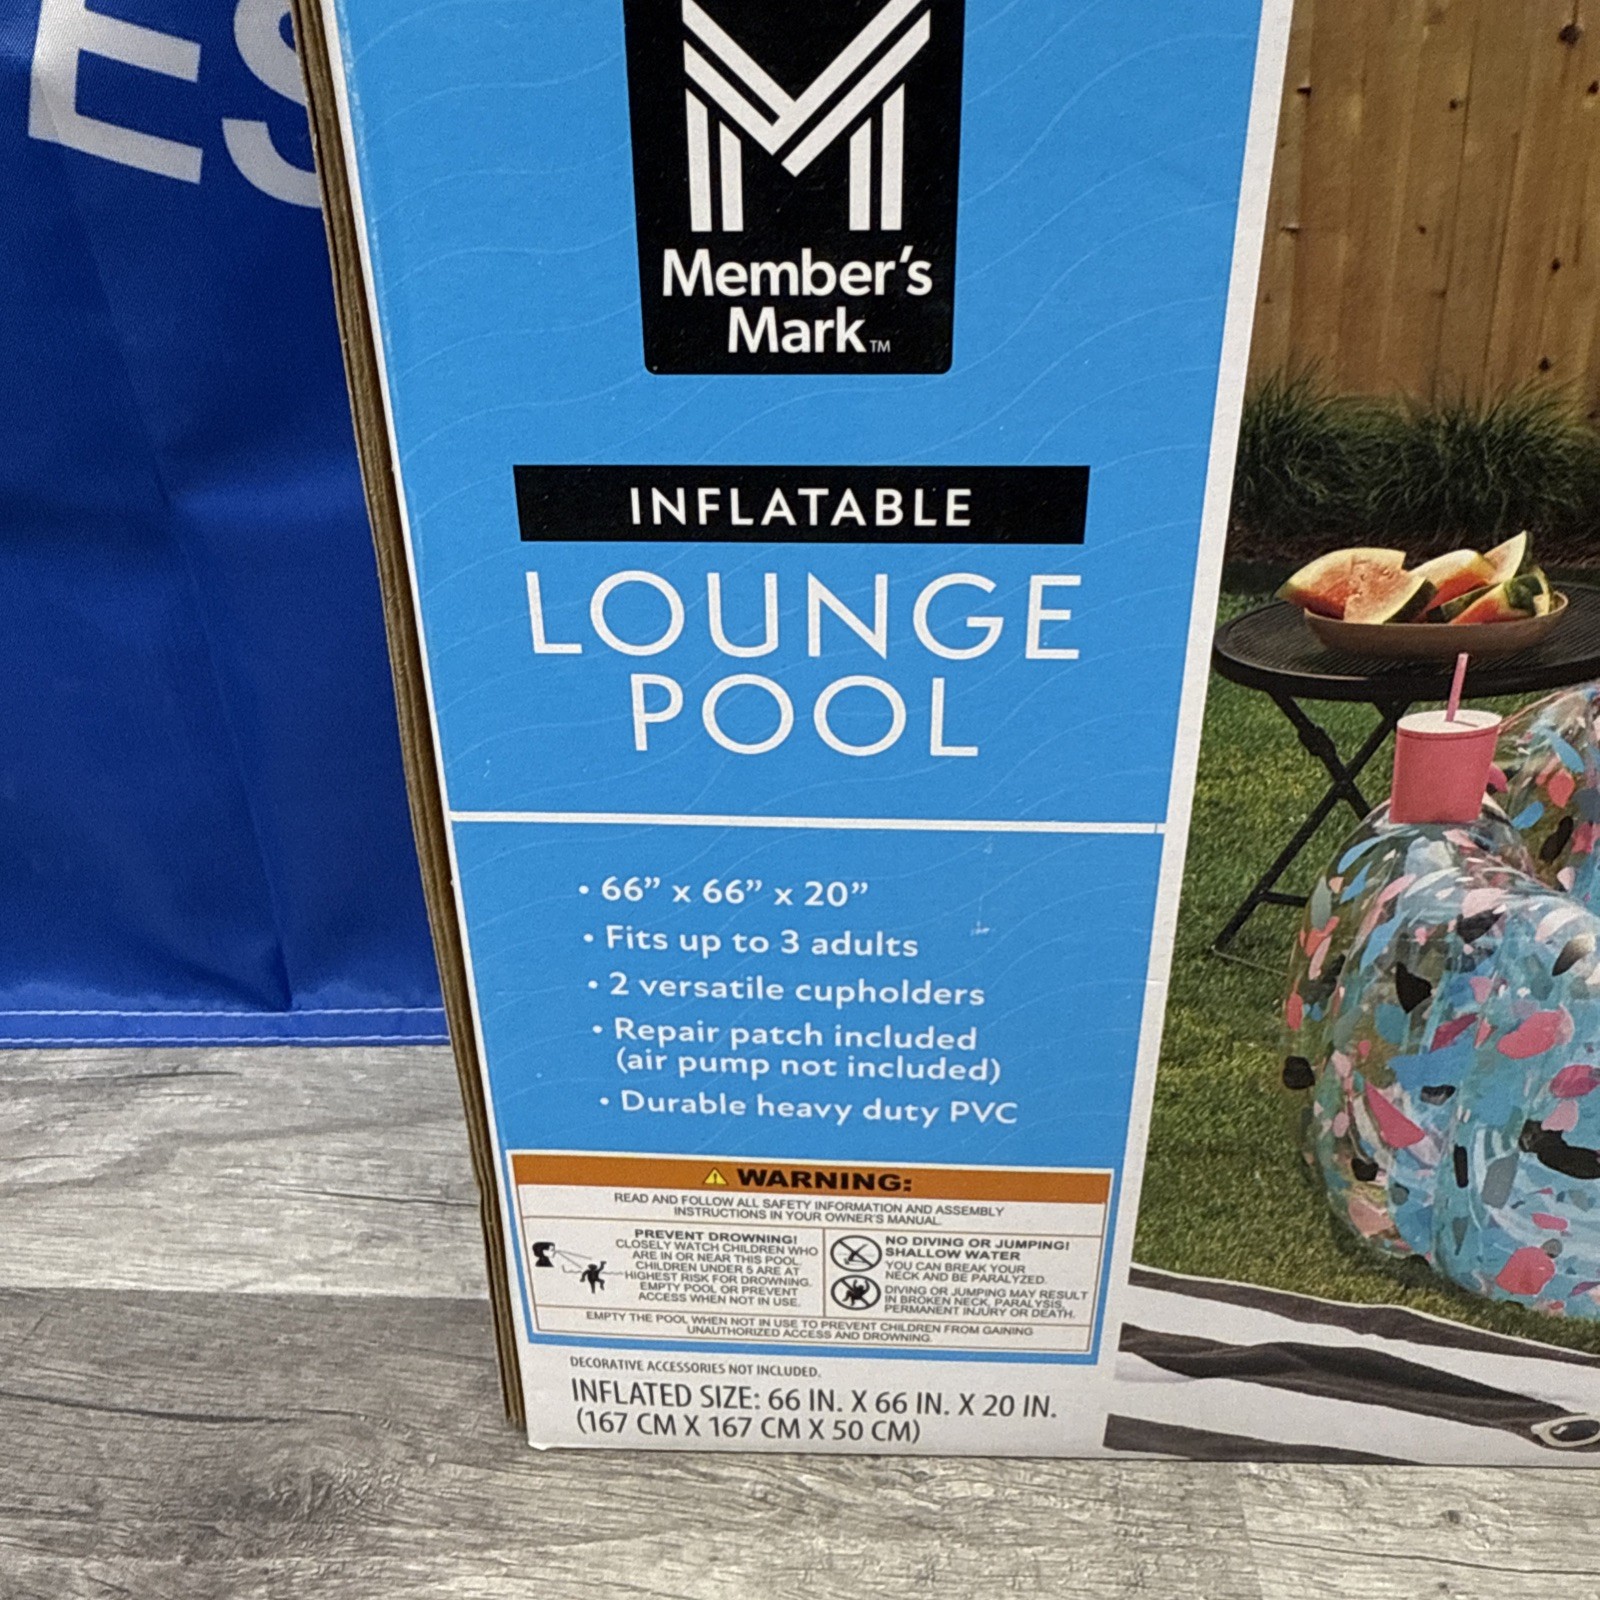 ES
Member's
Mark™
INFLATABLE
LOUNGE
POOL
• 66” x 66” x 20”
• Fits up to 3 adults
• 2 versatile cupholders
• Repair patch included
(air pump not included)
• Durable heavy duty PVC
WARNING:
READ AND FOLLOW ALL SAFETY INFORMATION AND ASSEMBLY
INSTRUCTIONS IN YOUR OWNER'S MANUAL.
PREVENT DROWNING!
CLOSELY WATCH CHILDREN WHO
ARE IN OR NEAR THIS POOL.
CHILDREN UNDER 5 ARE AT
HIGHEST RISK FOR DROWNING.
EMPTY POOL OR PREVENT
ACCESS WHEN NOT IN USE.
NO DIVING OR JUMPING!
SHALLOW WATER
YOU CAN BREAK YOUR
NECK AND BE PARALYZED.
DIVING OR JUMPING MAY RESULT
IN BROKEN NECK, PARALYSIS,
PERMANENT INJURY OR DEATH.
EMPTY THE POOL WHEN NOT IN USE TO PREVENT CHILDREN FROM GAINING
UNAUTHORIZED ACCESS AND DROWNING.
DECORATIVE ACCESSORIES NOT INCLUDED.
INFLATED SIZE: 66 IN. X 66 IN. X 20 IN.
(167 CM X 167 CM X 50 CM)